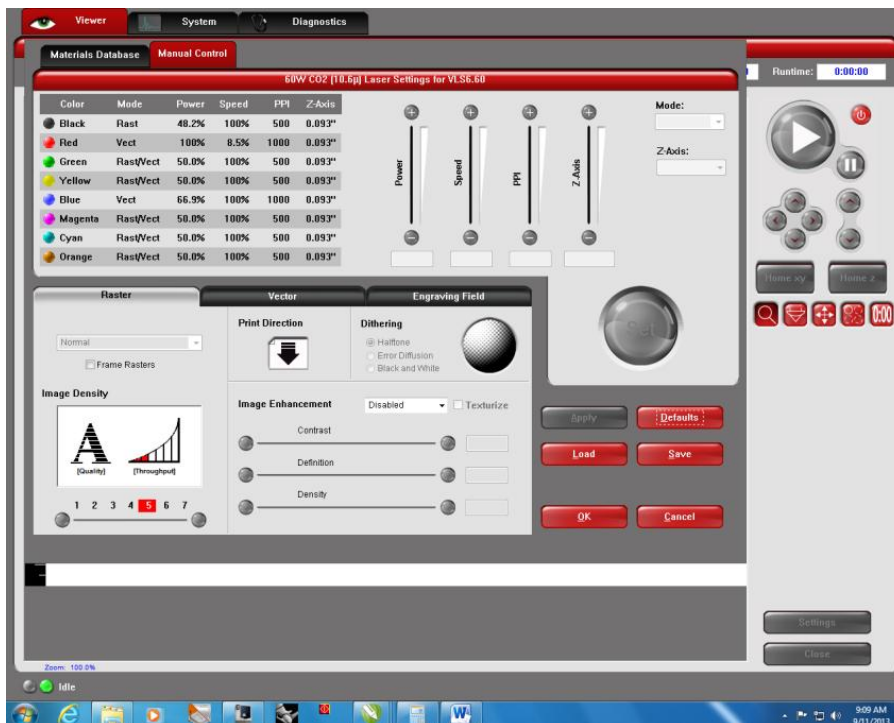 Viewer System Diagnostics
Materials Database Manual Control
60W CO2 [10.6µ] Laser Settings for VLS6.60
Runtime: 0:00:00
Color Mode Power Speed PPI Z-Axis
Black Rast 48.2% 100% 500 0.093"
Red Vect 100% 8.5% 1000 0.093"
Green Rast/Vect 50.0% 100% 500 0.093"
Yellow Rast/Vect 50.0% 100% 500 0.093"
Blue Vect 66.9% 100% 1000 0.093"
Magenta Rast/Vect 50.0% 100% 500 0.093"
Cyan Rast/Vect 50.0% 100% 500 0.093"
Orange Rast/Vect 50.0% 100% 500 0.093"
Power
Speed
PPI
Z-Axis
Mode:
Z-Axis:
Home xy Home z
0:00
Set
Raster Vector Engraving Field
Normal
Frame Rasters
Print Direction
Dithering
Halftone
Error Diffusion
Black and White
Image Density
A
[Quality] [Throughput]
1 2 3 4 5 6 7
Image Enhancement Disabled Texturize
Contrast
Definition
Density
Apply Defaults
Load Save
OK Cancel
Settings
Close
Zoom: 100.0%
Idle
W
9:09 AM